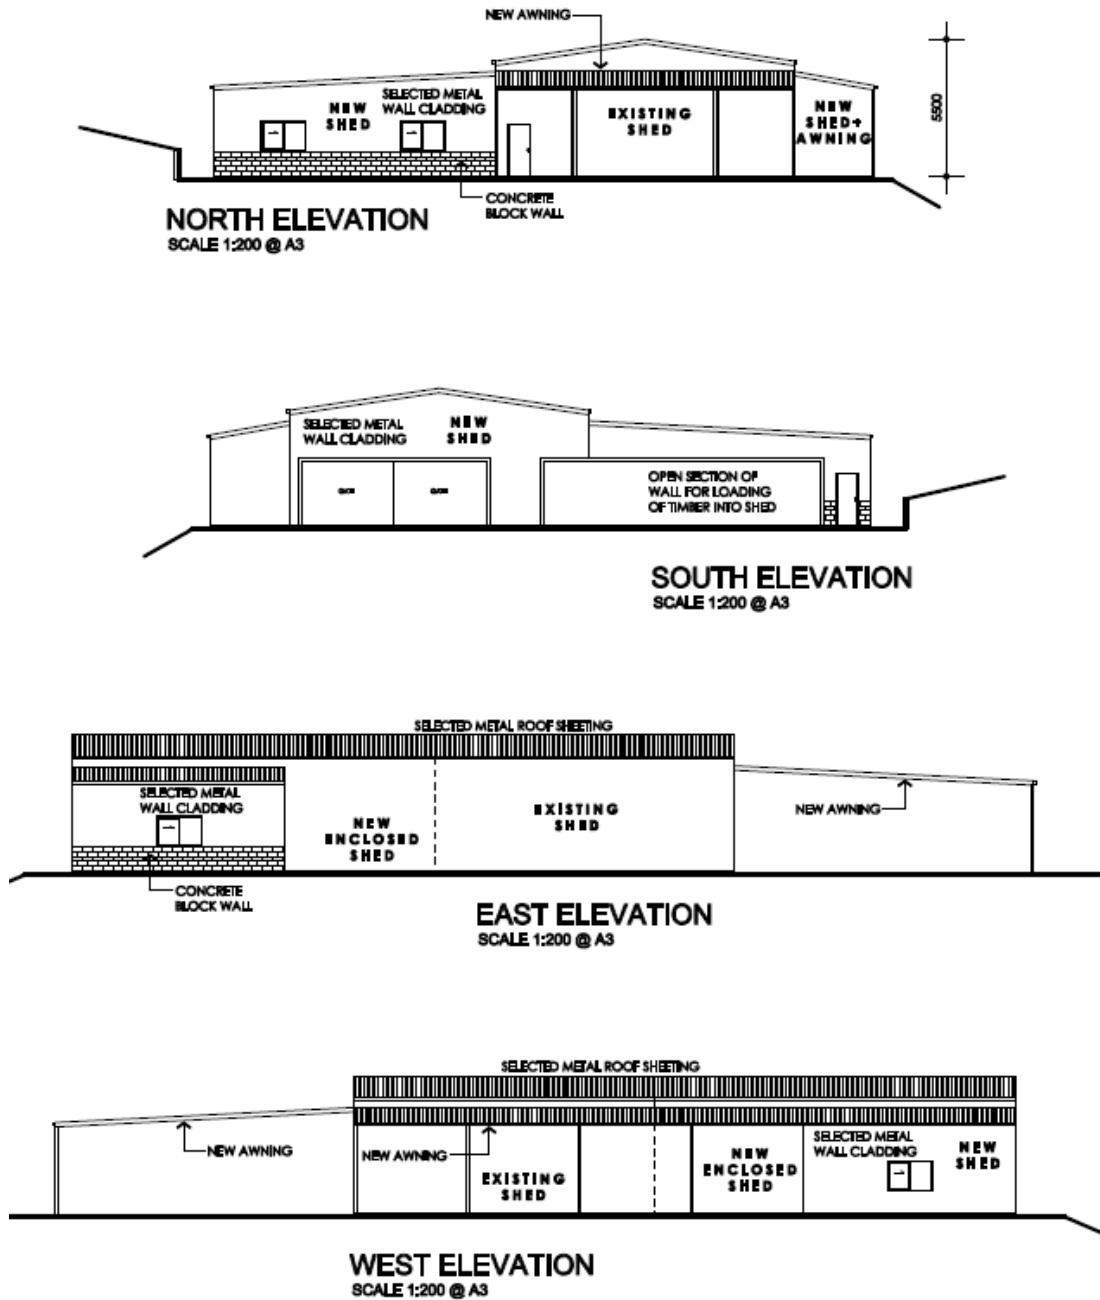 NEW AWNING
SELECTED METAL
WALL CLADDING
NEW
SHED
EXISTING
SHED
NEW
SHED+
AWNING
5500
CONCRETE
BLOCK WALL
NORTH ELEVATION
SCALE 1:200 @ A3
SELECTED METAL
WALL CLADDING
NEW
SHED
OPEN SECTION OF
WALL FOR LOADING
OF TIMBER INTO SHED
SOUTH ELEVATION
SCALE 1:200 @ A3
SELECTED METAL ROOF SHEETING
SELECTED METAL
WALL CLADDING
NEW
ENCLOSED
SHED
EXISTING
SHED
NEW AWNING
CONCRETE
BLOCK WALL
EAST ELEVATION
SCALE 1:200 @ A3
SELECTED METAL ROOF SHEETING
NEW AWNING
NEW AWNING
EXISTING
SHED
NEW
ENCLOSED
SHED
SELECTED METAL
WALL CLADDING
NEW
SHED
WEST ELEVATION
SCALE 1:200 @ A3